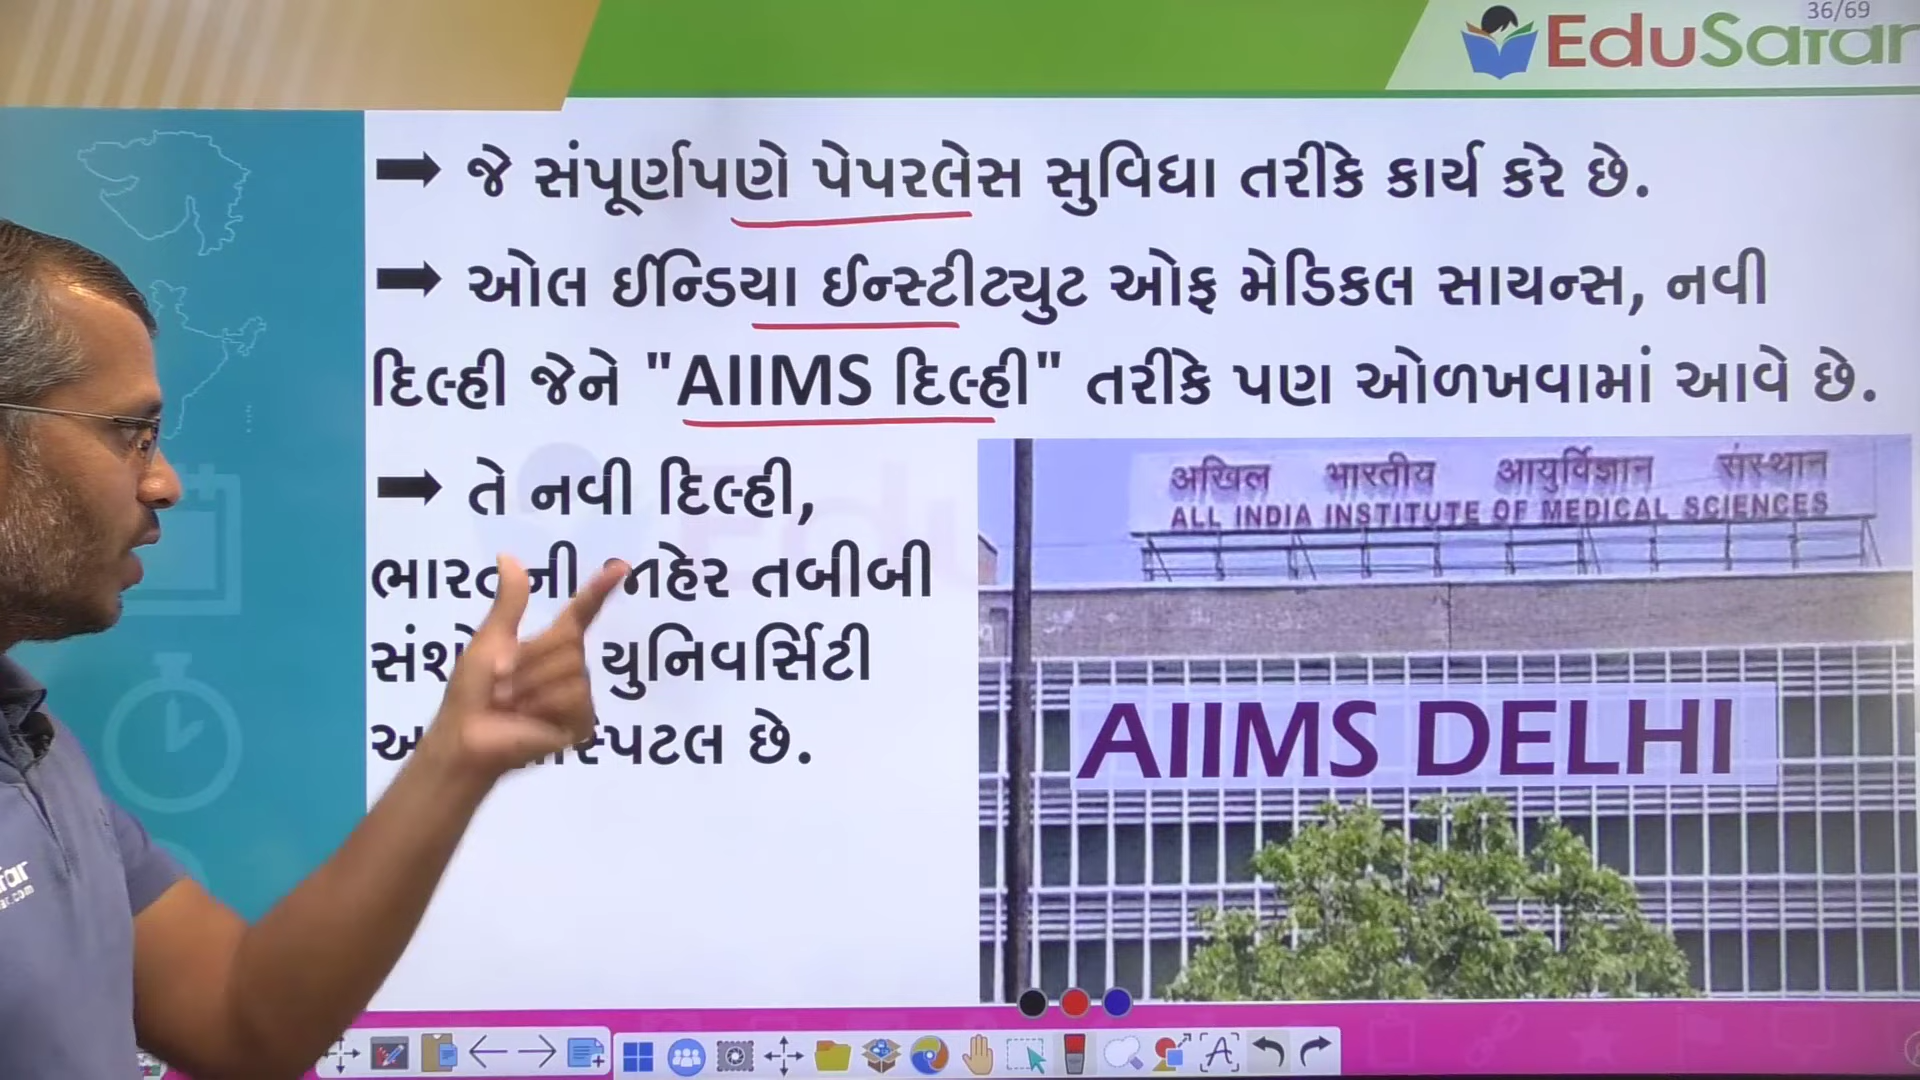 36/69
EduSafar
➡ જે સંપૂર્ણપણે પેપરલેસ સુવિધા તરીકે કાર્ય કરે છે.
➡ ઓલ ઈન્ડિયા ઈન્સ્ટીટ્યુટ ઓફ મેડિકલ સાયન્સ, નવી
દિલ્હી જેને "AIIMS દિલ્હી" તરીકે પણ ઓળખવામાં આવે છે.
➡ તે નવી દિલ્હી,
ભારતની જાહેર તબીબી
યુનિવર્સિટી
છે.
अखिल भारतीय आयुर्विज्ञान संस्थान
ALL INDIA INSTITUTE OF MEDICAL SCIENCES
AIIMS DELHI